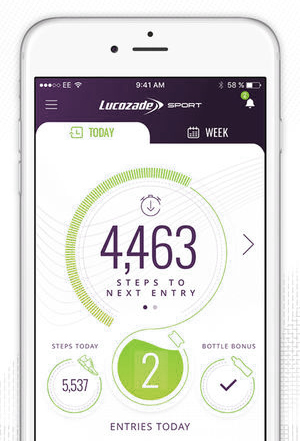 EE 9:41 AM 58 %
2
Lucozade SPORT
TODAY WEEK
4,463
STEPS TO
NEXT ENTRY
STEPS TODAY BOTTLE BONUS
5,537 2
ENTRIES TODAY